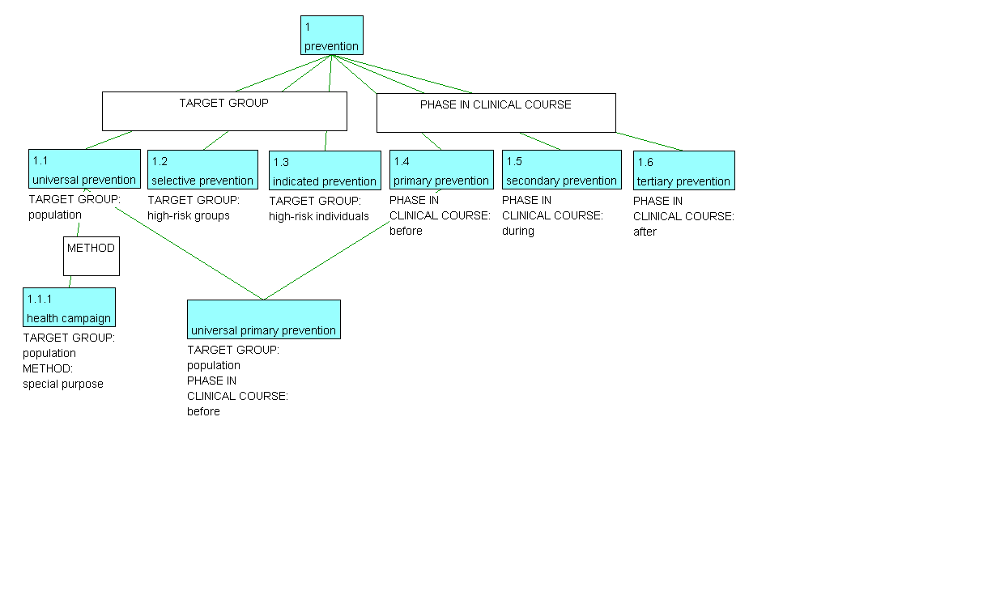 1
prevention
TARGET GROUP
PHASE IN CLINICAL COURSE
1.1
universal prevention
TARGET GROUP:
population
1.2
selective prevention
TARGET GROUP:
high-risk groups
1.3
indicated prevention
TARGET GROUP:
high-risk individuals
1.4
primary prevention
PHASE IN
CLINICAL COURSE:
before
1.5
secondary prevention
PHASE IN
CLINICAL COURSE:
during
1.6
tertiary prevention
PHASE IN
CLINICAL COURSE:
after
METHOD
1.1.1
health campaign
TARGET GROUP:
population
METHOD:
special purpose
universal primary prevention
TARGET GROUP:
population
PHASE IN
CLINICAL COURSE:
before